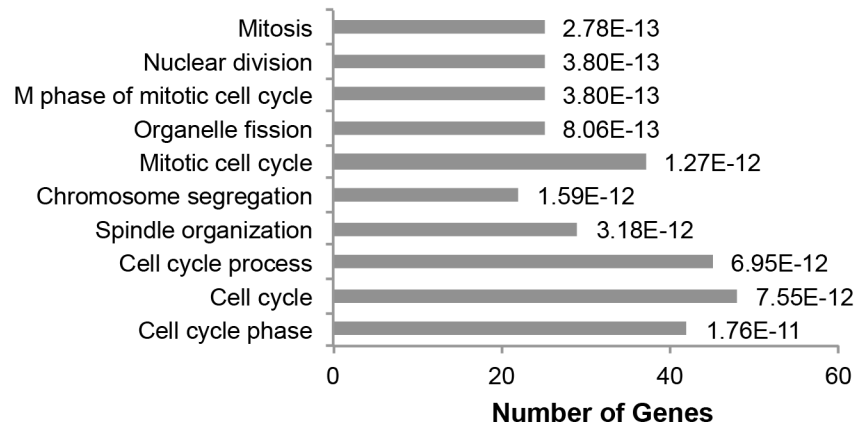 Mitosis 2.78E-13
Nuclear division 3.80E-13
M phase of mitotic cell cycle 3.80E-13
Organelle fission 8.06E-13
Mitotic cell cycle 1.27E-12
Chromosome segregation 1.59E-12
Spindle organization 3.18E-12
Cell cycle process 6.95E-12
Cell cycle 7.55E-12
Cell cycle phase 1.76E-11
0 20 40 60
Number of Genes